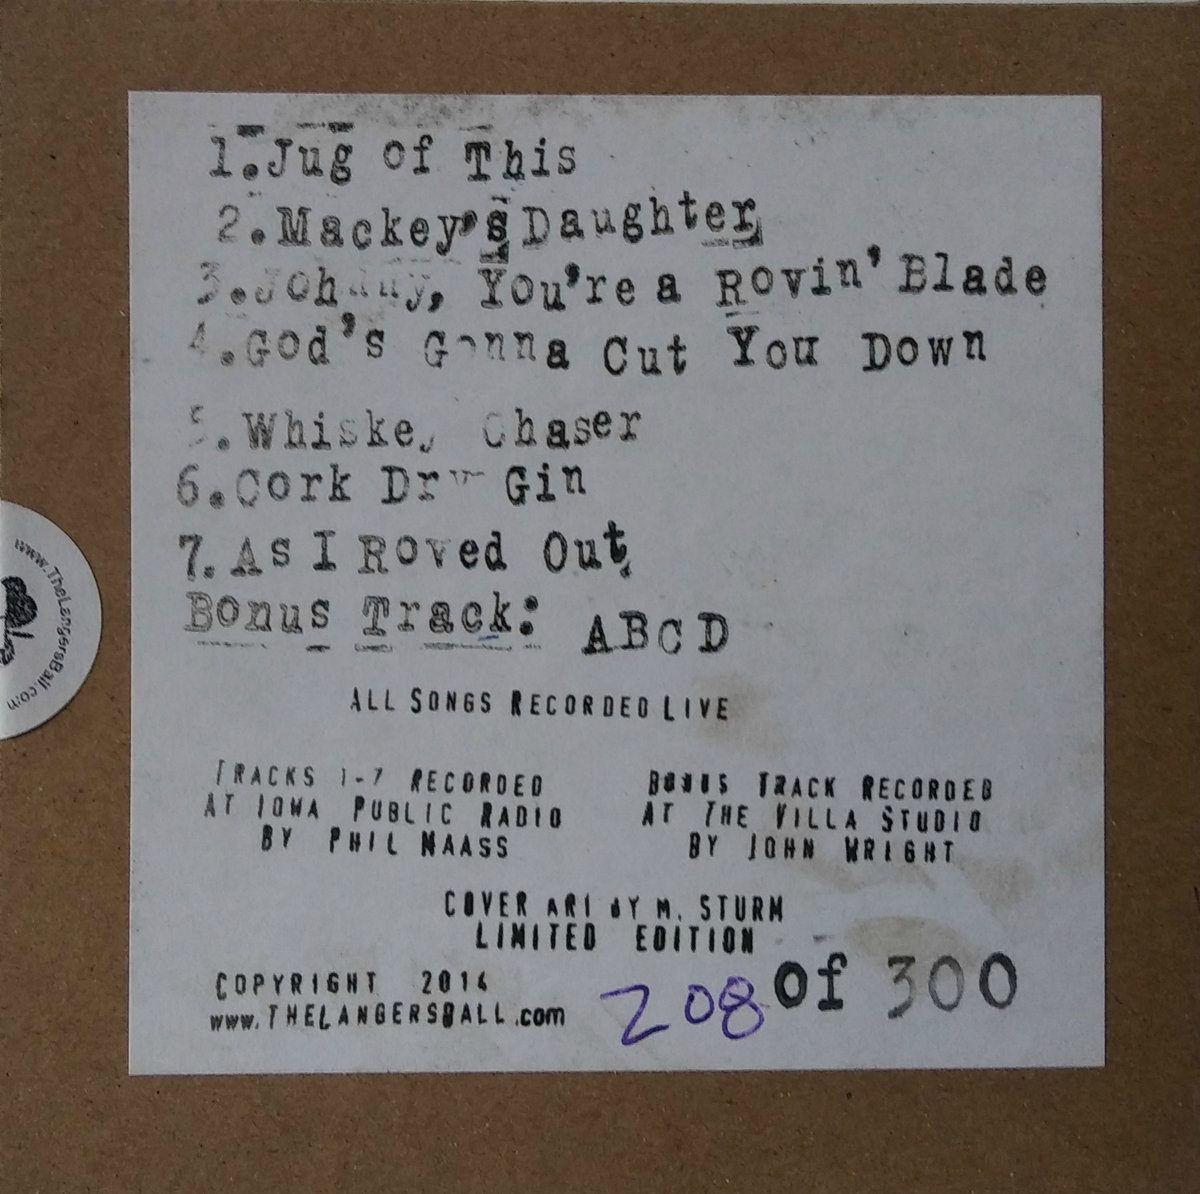 1. Jug of This
2. Mackey's Daughter
3. Johnny, You're a Rovin' Blade
4. God's Gonna Cut You Down
5. Whiskey Chaser
6. Cork Dry Gin
7. As I Roved Out
Bonus Track: ABCD
ALL SONGS RECORDED LIVE
TRACKS 1-7 RECORDED
AT IOWA PUBLIC RADIO
BY PHIL MAASS
BONUS TRACK RECORDED
AT THE VILLA STUDIO
BY JOHN WRIGHT
COVER ART BY M. STURM
LIMITED EDITION
208 of 300
COPYRIGHT
www.THELANGERSBALL.com
www.TheLangersBall.com